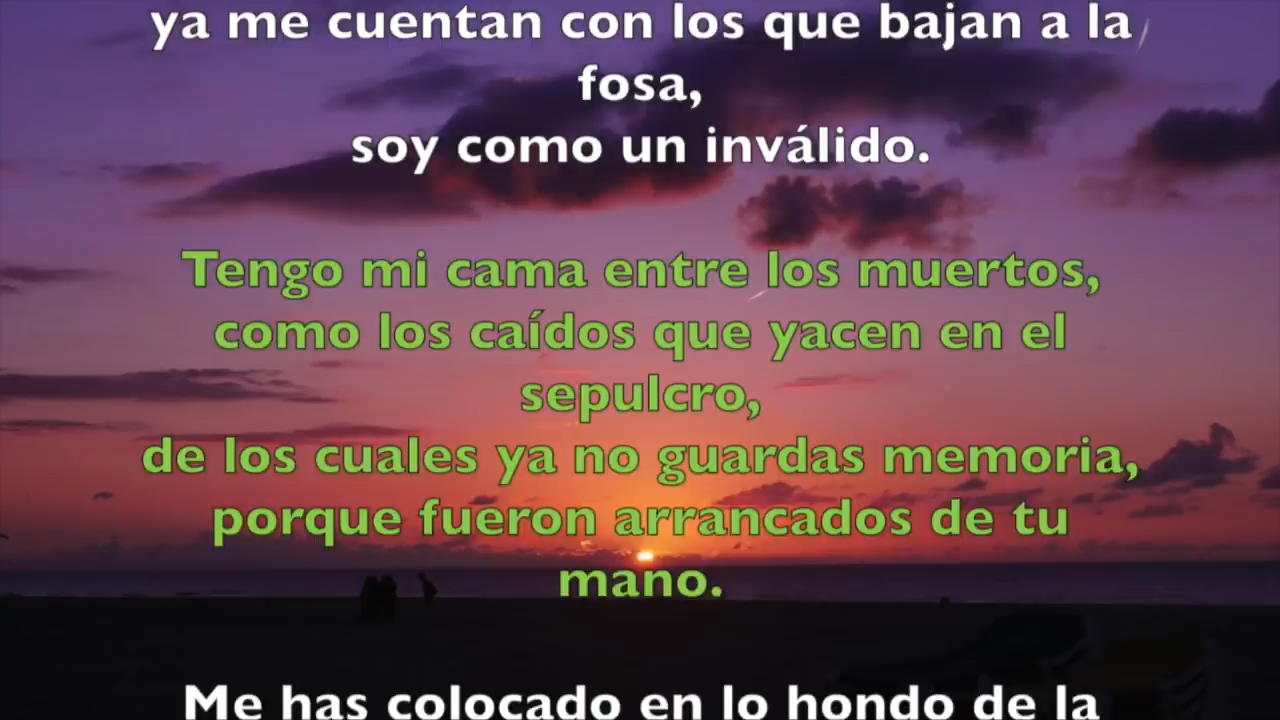 ya me cuentan con los que bajan a la
fosa,
soy como un inválido.
Tengo mi cama entre los muertos,
como los caídos que yacen en el
sepulcro,
de los cuales ya no guardas memoria,
porque fueron arrancados de tu
mano.
Me has colocado en lo hondo de la